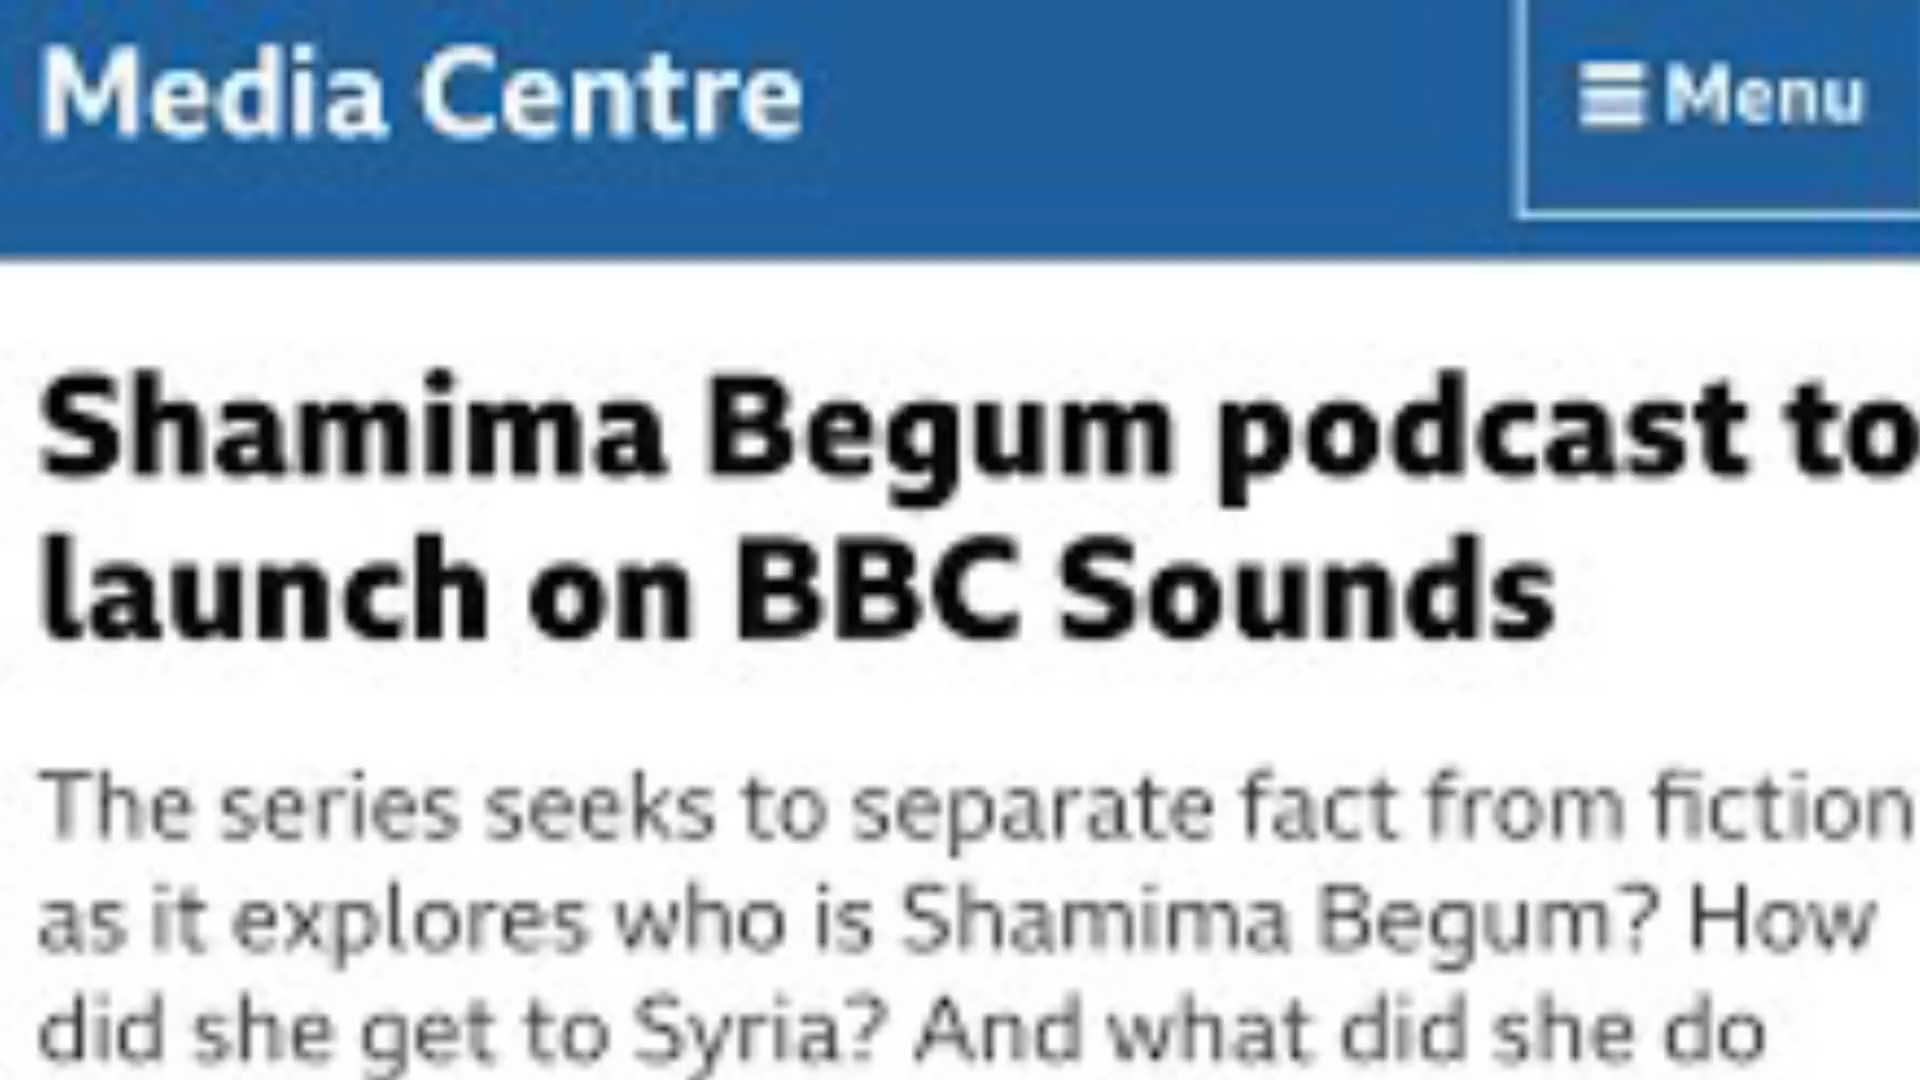 Media Centre
Menu
Shamima Begum podcast to
launch on BBC Sounds
The series seeks to separate fact from fiction
as it explores who is Shamima Begum? How
did she get to Syria? And what did she do